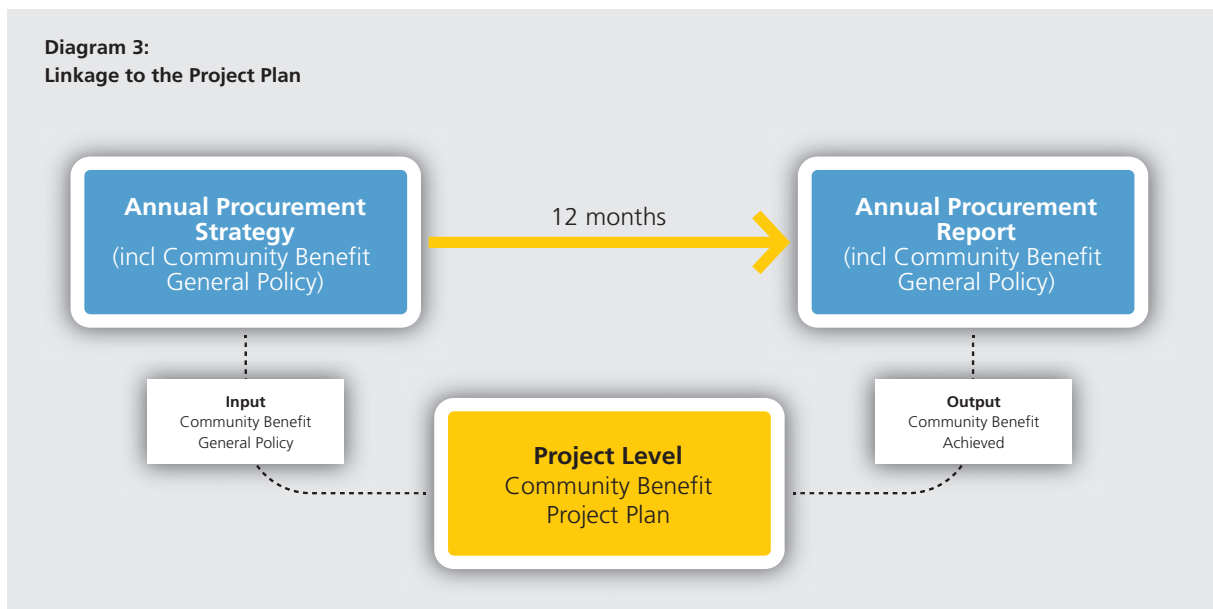 Diagram 3:
Linkage to the Project Plan
Annual Procurement
Strategy
(incl Community Benefit
General Policy)
12 months
Annual Procurement
Report
(incl Community Benefit
General Policy)
Input
Community Benefit
General Policy
Project Level
Community Benefit
Project Plan
Output
Community Benefit
Achieved